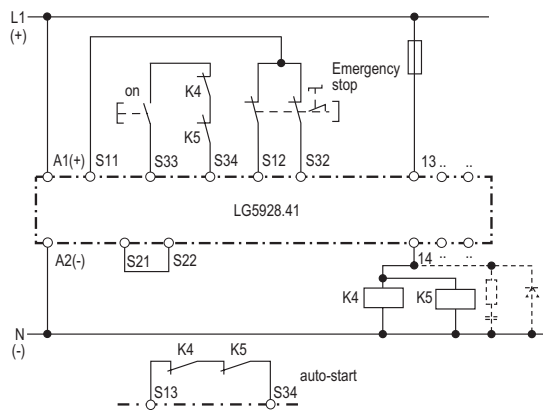 L1
(+)
Emergency
stop
on
K4
K5
A1(+) S11 S33 S34 S12 S32 13 .. ..
LG5928.41
A2(-) S21 S22 14 .. ..
K4 K5
N
(-)
K4 K5
auto-start
S13 S34